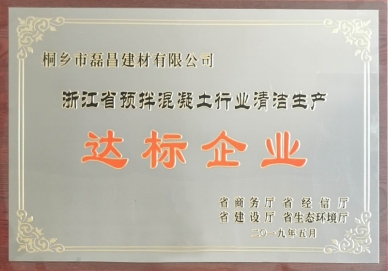 桐乡市磊昌建材有限公司
浙江省预拌混凝土行业清洁生产
达标企业
省商务厅 省经信厅
省建设厅 省生态环境厅
二〇一九年五月